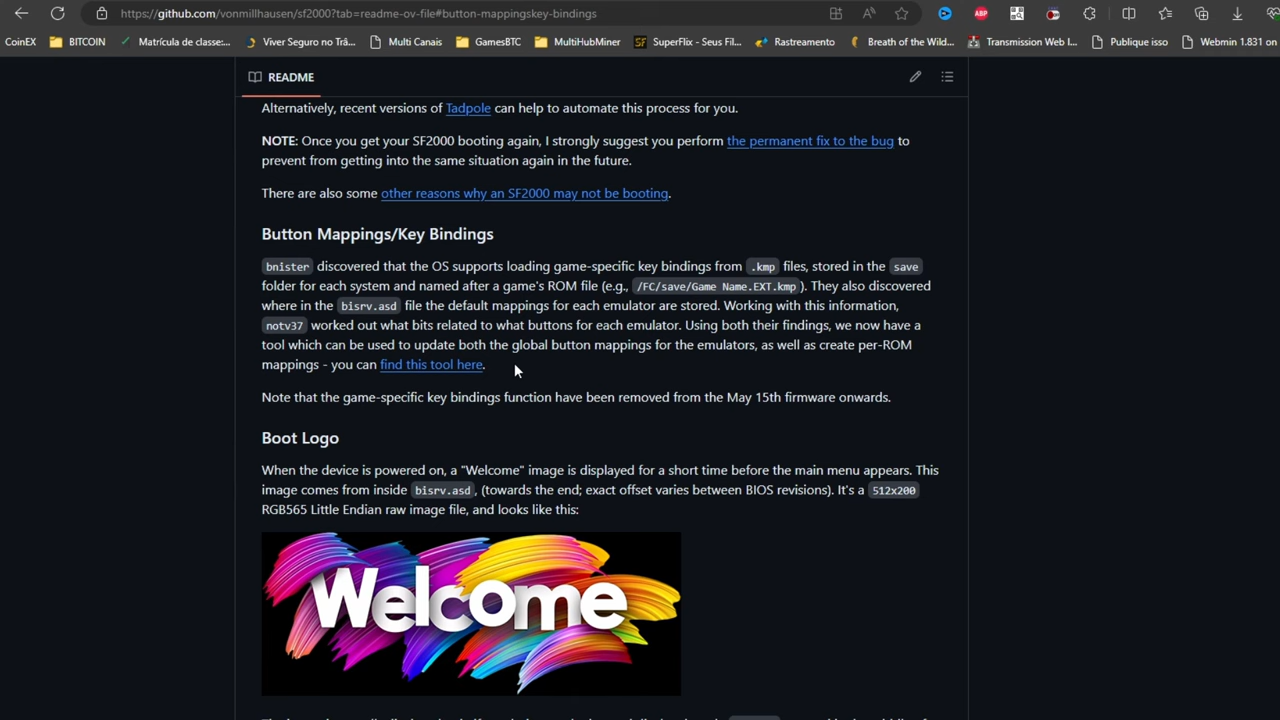 https://github.com/vonmillhausen/sf2000?tab=readme-ov-file#button-mappingskey-bindings
CoinEX BITCOIN Matrícula de classe:... Viver Seguro no Trâ... Multi Canais GamesBTC MultiHubMiner SuperFlix - Seus Fil... Rastreamento Breath of the Wild... Transmission Web I... Publique isso Webmin 1.831 on
README
Alternatively, recent versions of Tadpole can help to automate this process for you.
NOTE: Once you get your SF2000 booting again, I strongly suggest you perform the permanent fix to the bug to
prevent from getting into the same situation again in the future.
There are also some other reasons why an SF2000 may not be booting.
Button Mappings/Key Bindings
bnister discovered that the OS supports loading game-specific key bindings from .kmp files, stored in the save
folder for each system and named after a game's ROM file (e.g., /FC/save/Game Name.EXT.kmp ). They also discovered
where in the bisrv.asd file the default mappings for each emulator are stored. Working with this information,
notv37 worked out what bits related to what buttons for each emulator. Using both their findings, we now have a
tool which can be used to update both the global button mappings for the emulators, as well as create per-ROM
mappings - you can find this tool here.
Note that the game-specific key bindings function have been removed from the May 15th firmware onwards.
Boot Logo
When the device is powered on, a "Welcome" image is displayed for a short time before the main menu appears. This
image comes from inside bisrv.asd, (towards the end; exact offset varies between BIOS revisions). It's a 512x200
RGB565 Little Endian raw image file, and looks like this:
Welcome